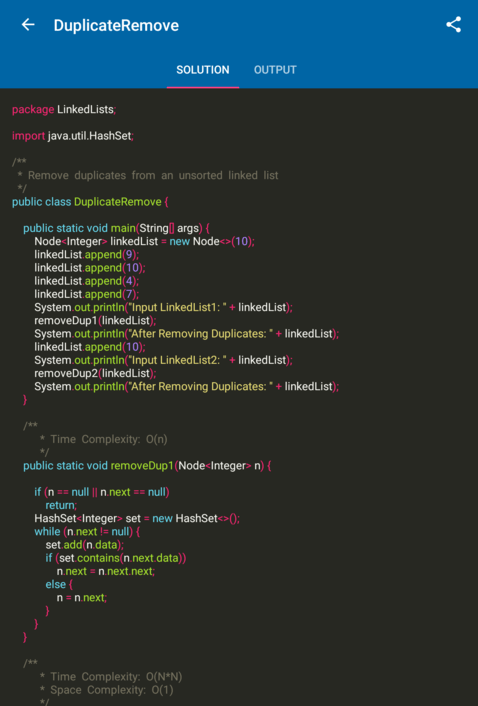 DuplicateRemove
SOLUTION OUTPUT
package LinkedLists;
import java.util.HashSet;
/**
* Remove duplicates from an unsorted linked list
*/
public class DuplicateRemove {
public static void main(String[] args) {
Node<Integer> linkedList = new Node<>(10);
linkedList.append(9);
linkedList.append(10);
linkedList.append(4);
linkedList.append(7);
System.out.println("Input LinkedList1: " + linkedList);
removeDup1(linkedList);
System.out.println("After Removing Duplicates: " + linkedList);
linkedList.append(10);
System.out.println("Input LinkedList2: " + linkedList);
removeDup2(linkedList);
System.out.println("After Removing Duplicates: " + linkedList);
}
/**
* Time Complexity: O(n)
*/
public static void removeDup1(Node<Integer> n) {
if (n == null || n.next == null)
return;
HashSet<Integer> set = new HashSet<>();
while (n.next != null) {
set.add(n.data);
if (set.contains(n.next.data))
n.next = n.next.next;
else {
n = n.next;
}
}
}
/**
* Time Complexity: O(N*N)
* Space Complexity: O(1)
*/